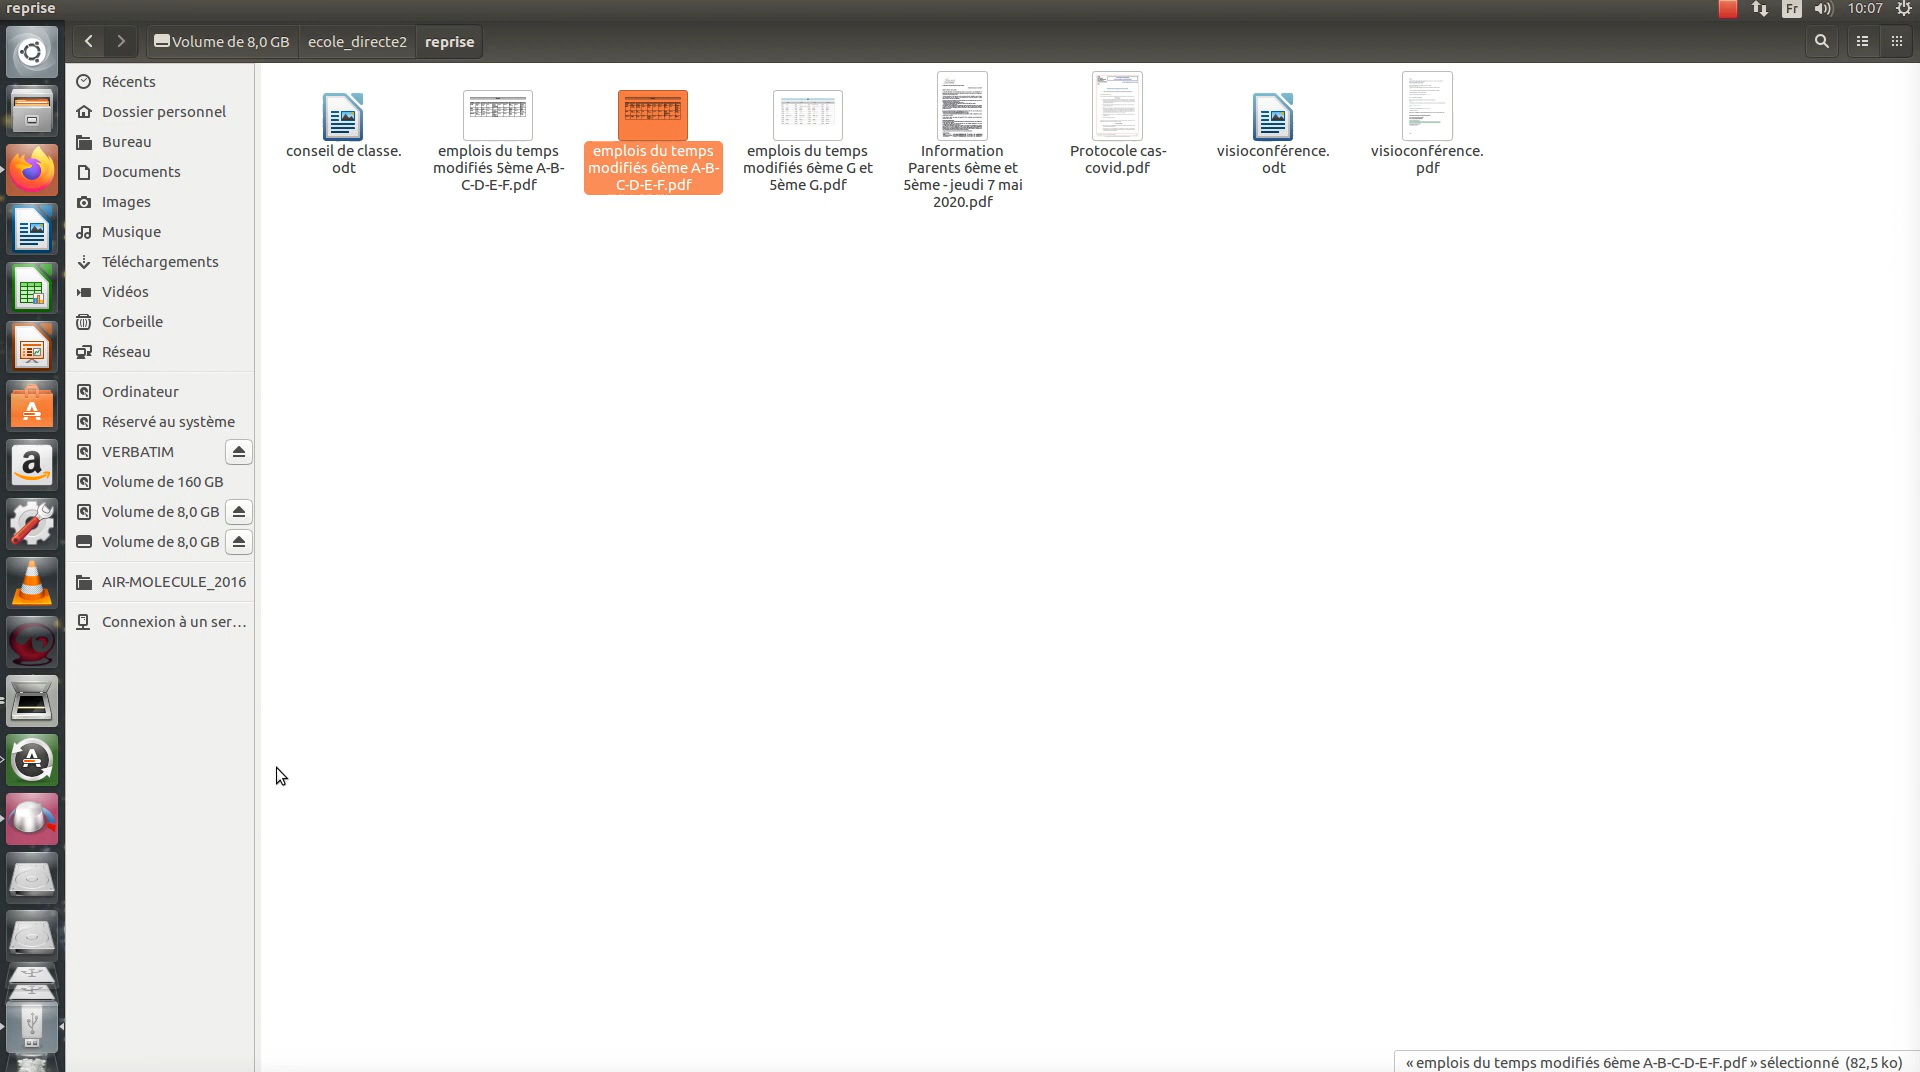 reprise
Fr
10:07
Volume de 8,0 GB
ecole_directe2
reprise
Récents
Dossier personnel
Bureau
Documents
Images
Musique
Téléchargements
Vidéos
Corbeille
Réseau
Ordinateur
Réservé au système
VERBATIM
Volume de 160 GB
Volume de 8,0 GB
Volume de 8,0 GB
AIR-MOLECULE_2016
Connexion à un ser…
conseil de classe.
odt
emplois du temps
modifiés 5ème A-B-
C-D-E-F.pdf
emplois du temps
modifiés 6ème A-B-
C-D-E-F.pdf
emplois du temps
modifiés 6ème G et
5ème G.pdf
Information
Parents 6ème et
5ème - jeudi 7 mai
2020.pdf
Protocole cas-
covid.pdf
visioconférence.
odt
visioconférence.
pdf
« emplois du temps modifiés 6ème A-B-C-D-E-F.pdf » sélectionné (82,5 ko)